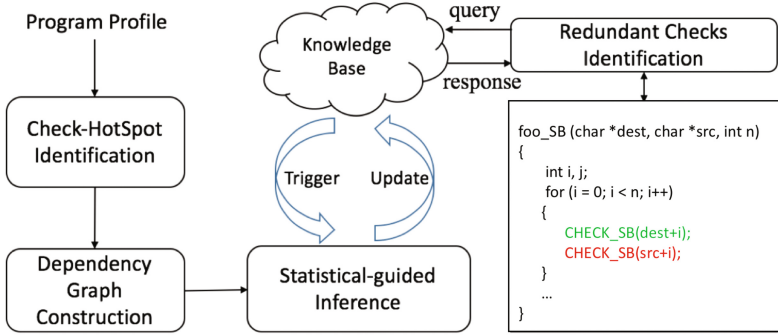 Program Profile
Check-HotSpot
Identification
Dependency
Graph
Construction
Statistical-guided
Inference
Knowledge
Base
Trigger
Update
query
response
Redundant Checks
Identification
foo_SB (char *dest, char *src, int n)
{
int i, j;
for (i = 0; i < n; i++)
{
CHECK_SB(dest+i);
CHECK_SB(src+i);
}
...
}